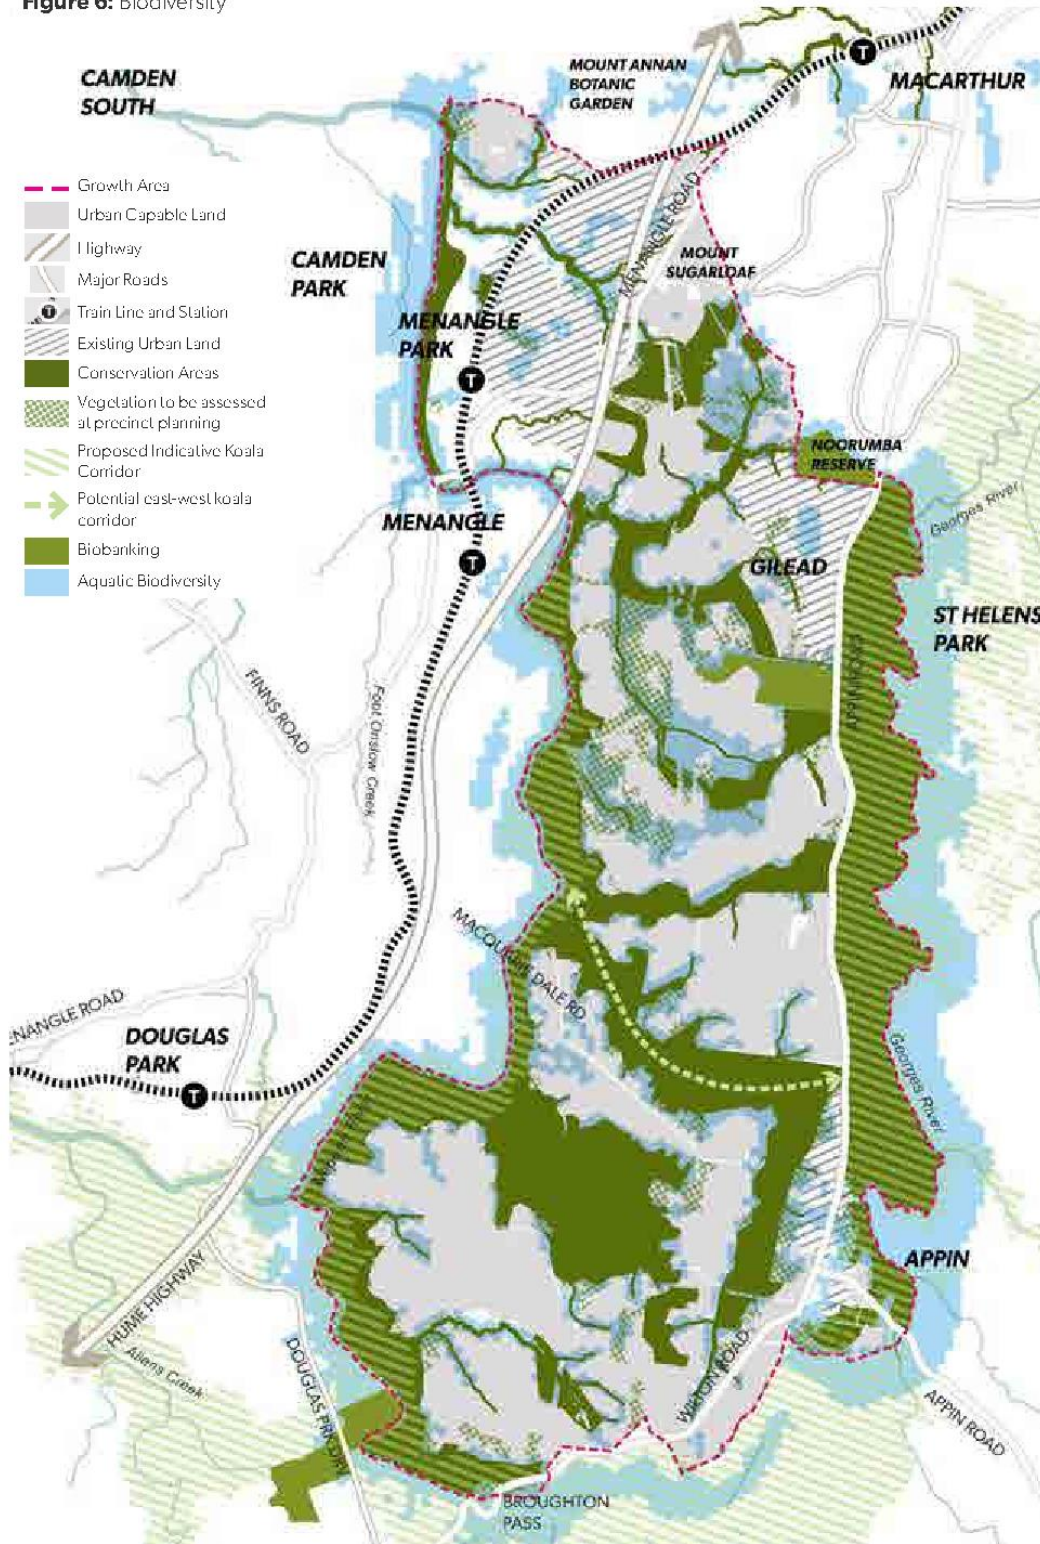 Figure 6: Biodiversity
CAMDEN
SOUTH
MOUNT ANNAN
BOTANIC
GARDEN
T
MACARTHUR
Growth Area
Urban Capable Land
Highway
Major Roads
Train Line and Station
Existing Urban Land
Conservation Areas
Vegetation to be assessed
at precinct planning
Proposed Indicative Koala
Corridor
Potential east-west koala
corridor
Biobanking
Aquatic Biodiversity
CAMDEN
PARK
MENANGLE ROAD
MOUNT
SUGARLOAF
MENANGLE
PARK
T
NOORUMBA
RESERVE
MENANGLE
T
Georges River
GILEAD
ST HELENS
PARK
FINNS ROAD
Foot Onslow Creek
MACQUARIE DALE RD
ENANGLE ROAD
DOUGLAS
PARK
T
Georges River
APPIN
HUME HIGHWAY
Allens Creek
DOUGLAS PRK DR
WILTON ROAD
APPIN ROAD
BROUGHTON
PASS